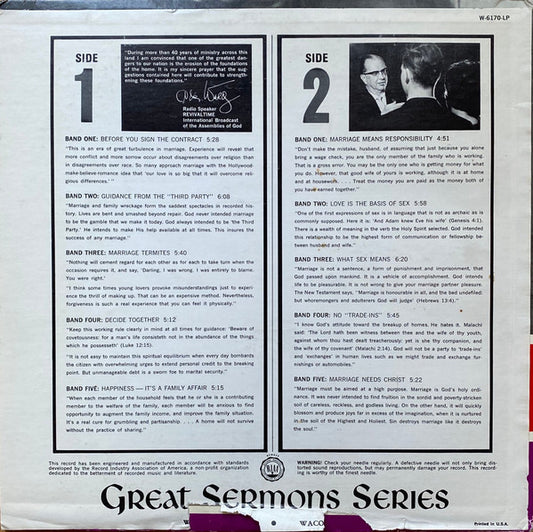 W-6170-LP
SIDE
1
"During more than 40 years of ministry across this
land I am convinced that one of the greatest dan-
gers to our nation is the erosion of the foundations
of the home. It is my sincere prayer that the sug-
gestions contained here will contribute to strength-
ening these foundations."
Radio Speaker
REVIVALTIME
International Broadcast
of the Assemblies of God
BAND ONE: BEFORE YOU SIGN THE CONTRACT 5:28
"This is an era of great turbulence in marriage. Experience will reveal that
more conflict and more sorrow occur about disagreements over religion than
in disagreements over race. So many approach marriage with the Hollywood-
make-believe-romance idea that 'our love is so big that it will overcome reli-
gious differences.'"
BAND TWO: GUIDANCE FROM THE "THIRD PARTY" 6:08
"Marriage and family wreckage form the saddest spectacles in recorded his-
tory. Lives are bent and smashed beyond repair. God never intended marriage
to be the gamble that we make it today. God always intended to be 'the Third
Party.' He intends to make His help available at all times. This insures the
success of any marriage."
BAND THREE: MARRIAGE TERMITES 5:40
"Nothing will cement regard for each other as for each to take turn when the
occasion requires it, and say, 'Darling, I was wrong. I was entirely to blame.
You were right.'
"I think some times young lovers provoke misunderstandings just to experi-
ence the thrill of making up. That can be an expensive method. Nevertheless,
forgiveness is such a real experience that you can feel it physically."
BAND FOUR: DECIDE TOGETHER 5:12
"Keep this working rule clearly in mind at all times for guidance: 'Beware of
covetousness: for a man's life consisteth not in the abundance of the things
which he possesseth' (Luke 12:15).
"It is not easy to maintain this spiritual equilibrium when every day bombards
the citizen with overwhelming urges to extend personal credit to the breaking
point. But unmanageable debt is a sworn foe to marital security."
BAND FIVE: HAPPINESS — IT'S A FAMILY AFFAIR 5:15
"When each member of the household feels that he or she is a contributing
member to the welfare of the family, each member will be anxious to find
opportunity to augment the family income, and improve the family situation.
It's a real cure for grumbling and partisanship. . . . A home will not survive
without the practice of sharing."
SIDE
2
BAND ONE: MARRIAGE MEANS RESPONSIBILITY 4:51
"Don't make the mistake, husband, of assuming that just because you alone
bring a wage check, you are the only member of the family who is working.
That is a gross error. You may be the only one who is getting money for what
you do. However, that good wife of yours is working, although it is at home
and at housework. . . . Treat the money you are paid as the money both of
you have earned together."
BAND TWO: LOVE IS THE BASIS OF SEX 5:58
"One of the first expressions of sex is in language that is not as archaic as is
commonly supposed. Here it is: 'And Adam knew Eve his wife' (Genesis 4:1).
There is a wealth of meaning in the verb the Holy Spirit selected. God intended
this relationship to be the highest form of communication or fellowship be-
tween husband and wife."
BAND THREE: WHAT SEX MEANS 6:20
"Marriage is not a sentence, a form of punishment and imprisonment, that
God passed upon mankind. It is a vehicle of accomplishment. God intends
life to be pleasurable. It is not wrong to give your marriage partner pleasure.
The New Testament says, 'Marriage is honourable in all, and the bed undefiled: but
whoremongers and adulterers God will judge' (Hebrews 13:4)."
BAND FOUR: NO "TRADE-INS" 5:45
"I know God's attitude toward the breakup of homes. He hates it. Malachi
said: 'The Lord hath been witness between thee and the wife of thy youth,
against whom thou hast dealt treacherously: yet is she thy companion, and
the wife of thy covenant' (Malachi 2:14). God will not be a party to 'trade-ins'
and 'exchanges' in human lives such as we might trade and exchange fur-
nishings or automobiles."
BAND FIVE: MARRIAGE NEEDS CHRIST 5:22
"Marriage must be aimed at a high purpose. Marriage is God's holy ordi-
nance. It was never intended to find fruition in the sordid and poverty-stricken
soil of careless, reckless, and godless living. On the other hand, it will quickly
blossom and produce joys far in excess of the imagination, when it is nurtured
in the soil of the Highest and Holiest. Sin destroys marriage like it destroys
the soul."
This record has been engineered and manufactured in accordance with standards
developed by the Record Industry Association of America, a non-profit organization
dedicated to the betterment of recorded music and literature.
WARNING! Check your needle regularly. A defective needle will not only bring dis-
torted sound reproductions, but may permanently damage your record. This record-
ing is worthy of the finest needle.
GREAT SERMONS SERIES
WACO
Printed in U.S.A.